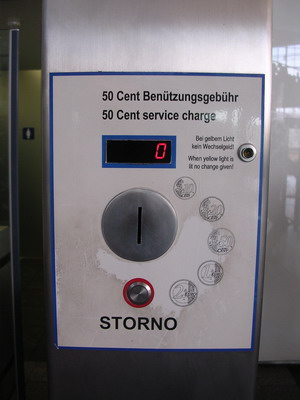 50 Cent Benützungsgebühr
50 Cent service charge
Bei gelbem Licht
kein Wechselgeld!
When yellow light is
lit no change given!
0
STORNO